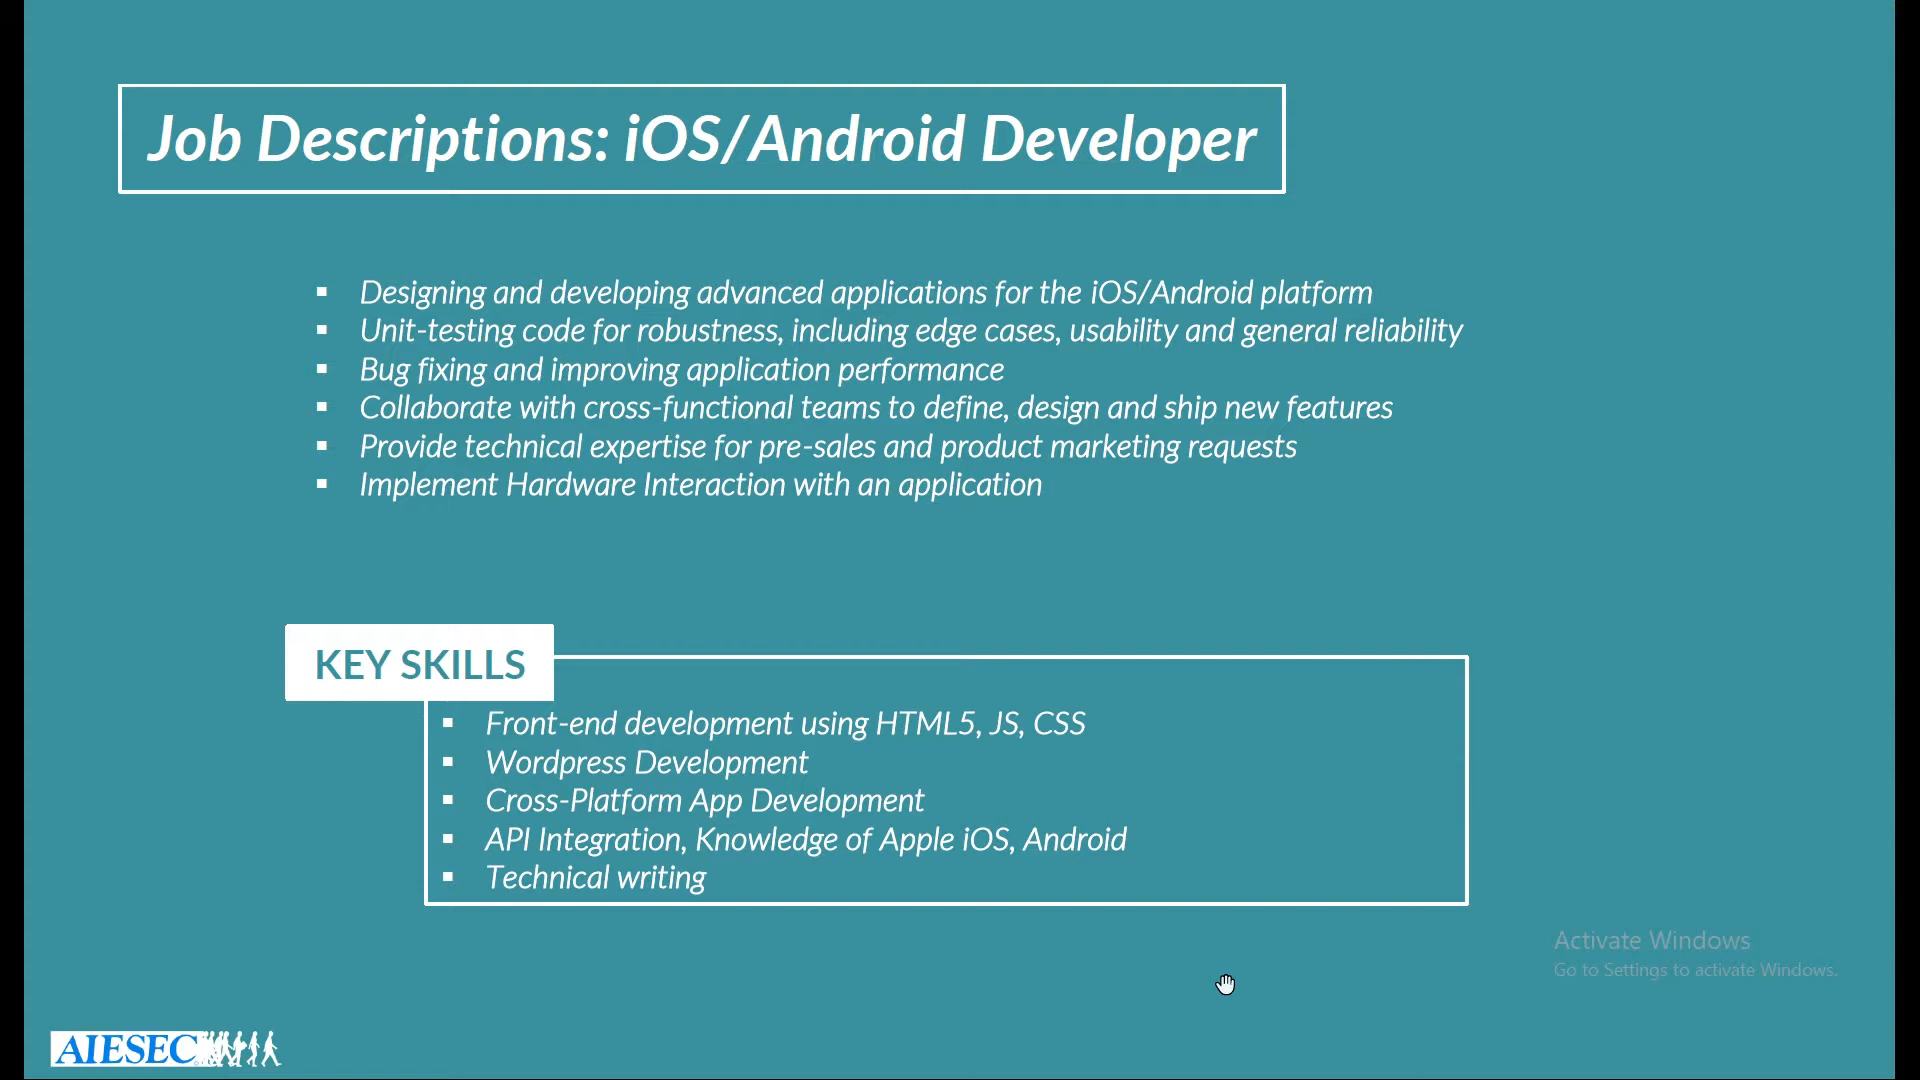 Job Descriptions: iOS/Android Developer
▪ Designing and developing advanced applications for the iOS/Android platform
▪ Unit-testing code for robustness, including edge cases, usability and general reliability
▪ Bug fixing and improving application performance
▪ Collaborate with cross-functional teams to define, design and ship new features
▪ Provide technical expertise for pre-sales and product marketing requests
▪ Implement Hardware Interaction with an application
KEY SKILLS
▪ Front-end development using HTML5, JS, CSS
▪ Wordpress Development
▪ Cross-Platform App Development
▪ API Integration, Knowledge of Apple iOS, Android
▪ Technical writing
Activate Windows
Go to Settings to activate Windows.
AIESEC